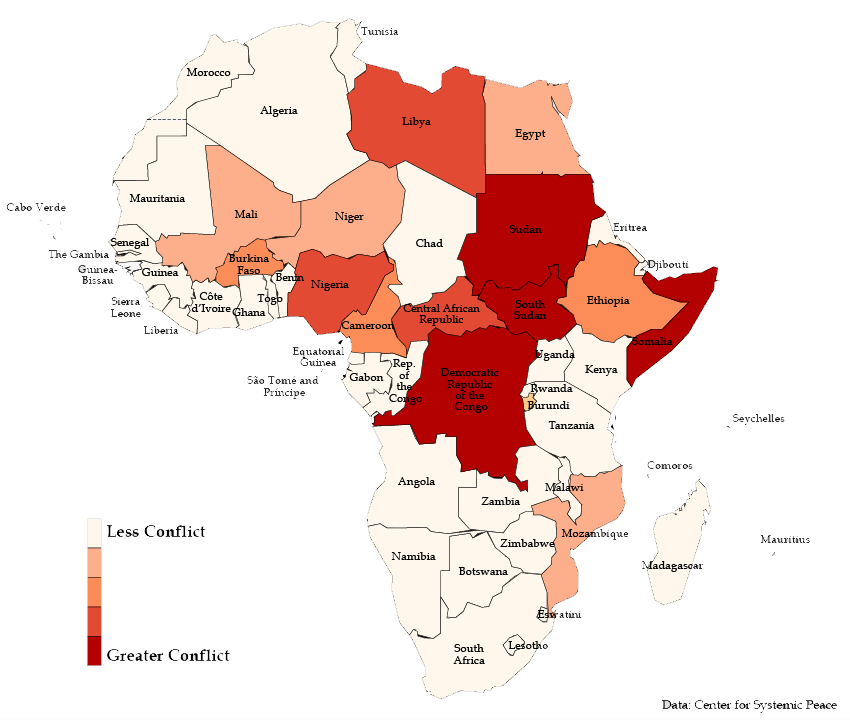 Tunisia
Morocco
Algeria
Libya
Egypt
Mauritania
Cabo Verde
Mali
Niger
Chad
Sudan
Eritrea
Senegal
The Gambia
Guinea-
Bissau
Guinea
Burkina
Faso
Benin
Nigeria
Djibouti
Sierra
Leone
Côte
d'Ivoire
Ghana
Togo
Liberia
Cameroon
Central African
Republic
South
Sudan
Ethiopia
Somalia
Equatorial
Guinea
São Tomé and
Príncipe
Gabon
Rep.
of
the
Congo
Democratic
Republic
of the
Congo
Uganda
Kenya
Rwanda
Burundi
Tanzania
Seychelles
Comoros
Angola
Zambia
Malawi
Mozambique
Zimbabwe
Mauritius
Madagascar
Namibia
Botswana
Eswatini
Lesotho
South
Africa
Less Conflict
Greater Conflict
Data: Center for Systemic Peace